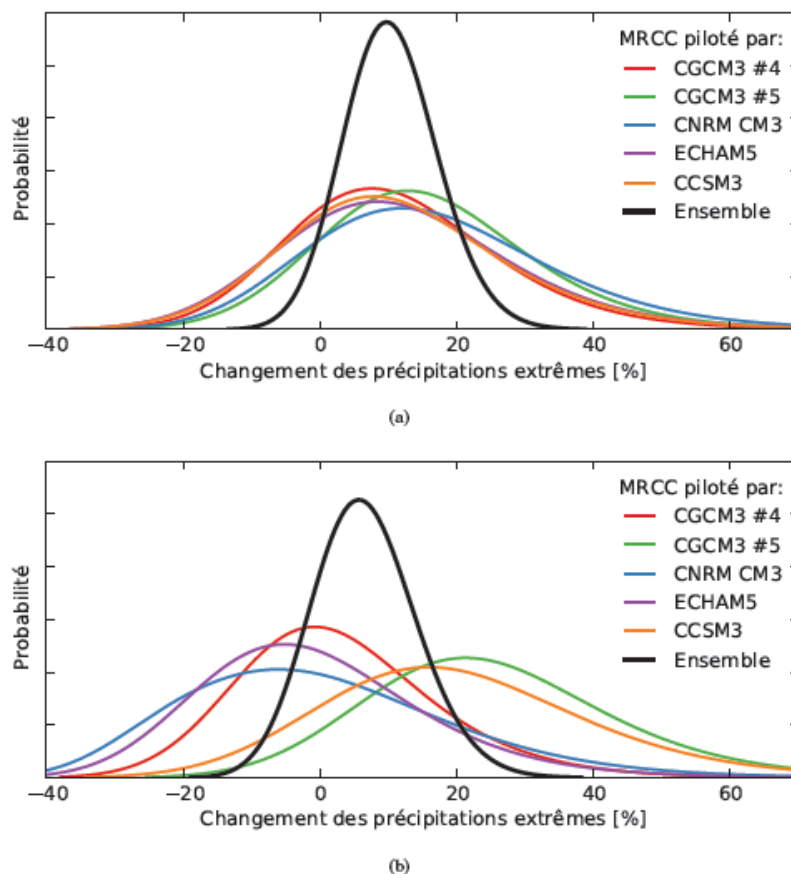 MRCC piloté par:
CGCM3 #4
CGCM3 #5
CNRM CM3
ECHAM5
CCSM3
Ensemble
Probabilité
−40 −20 0 20 40 60
Changement des précipitations extrêmes [%]
(a)
MRCC piloté par:
CGCM3 #4
CGCM3 #5
CNRM CM3
ECHAM5
CCSM3
Ensemble
Probabilité
−40 −20 0 20 40 60
Changement des précipitations extrêmes [%]
(b)